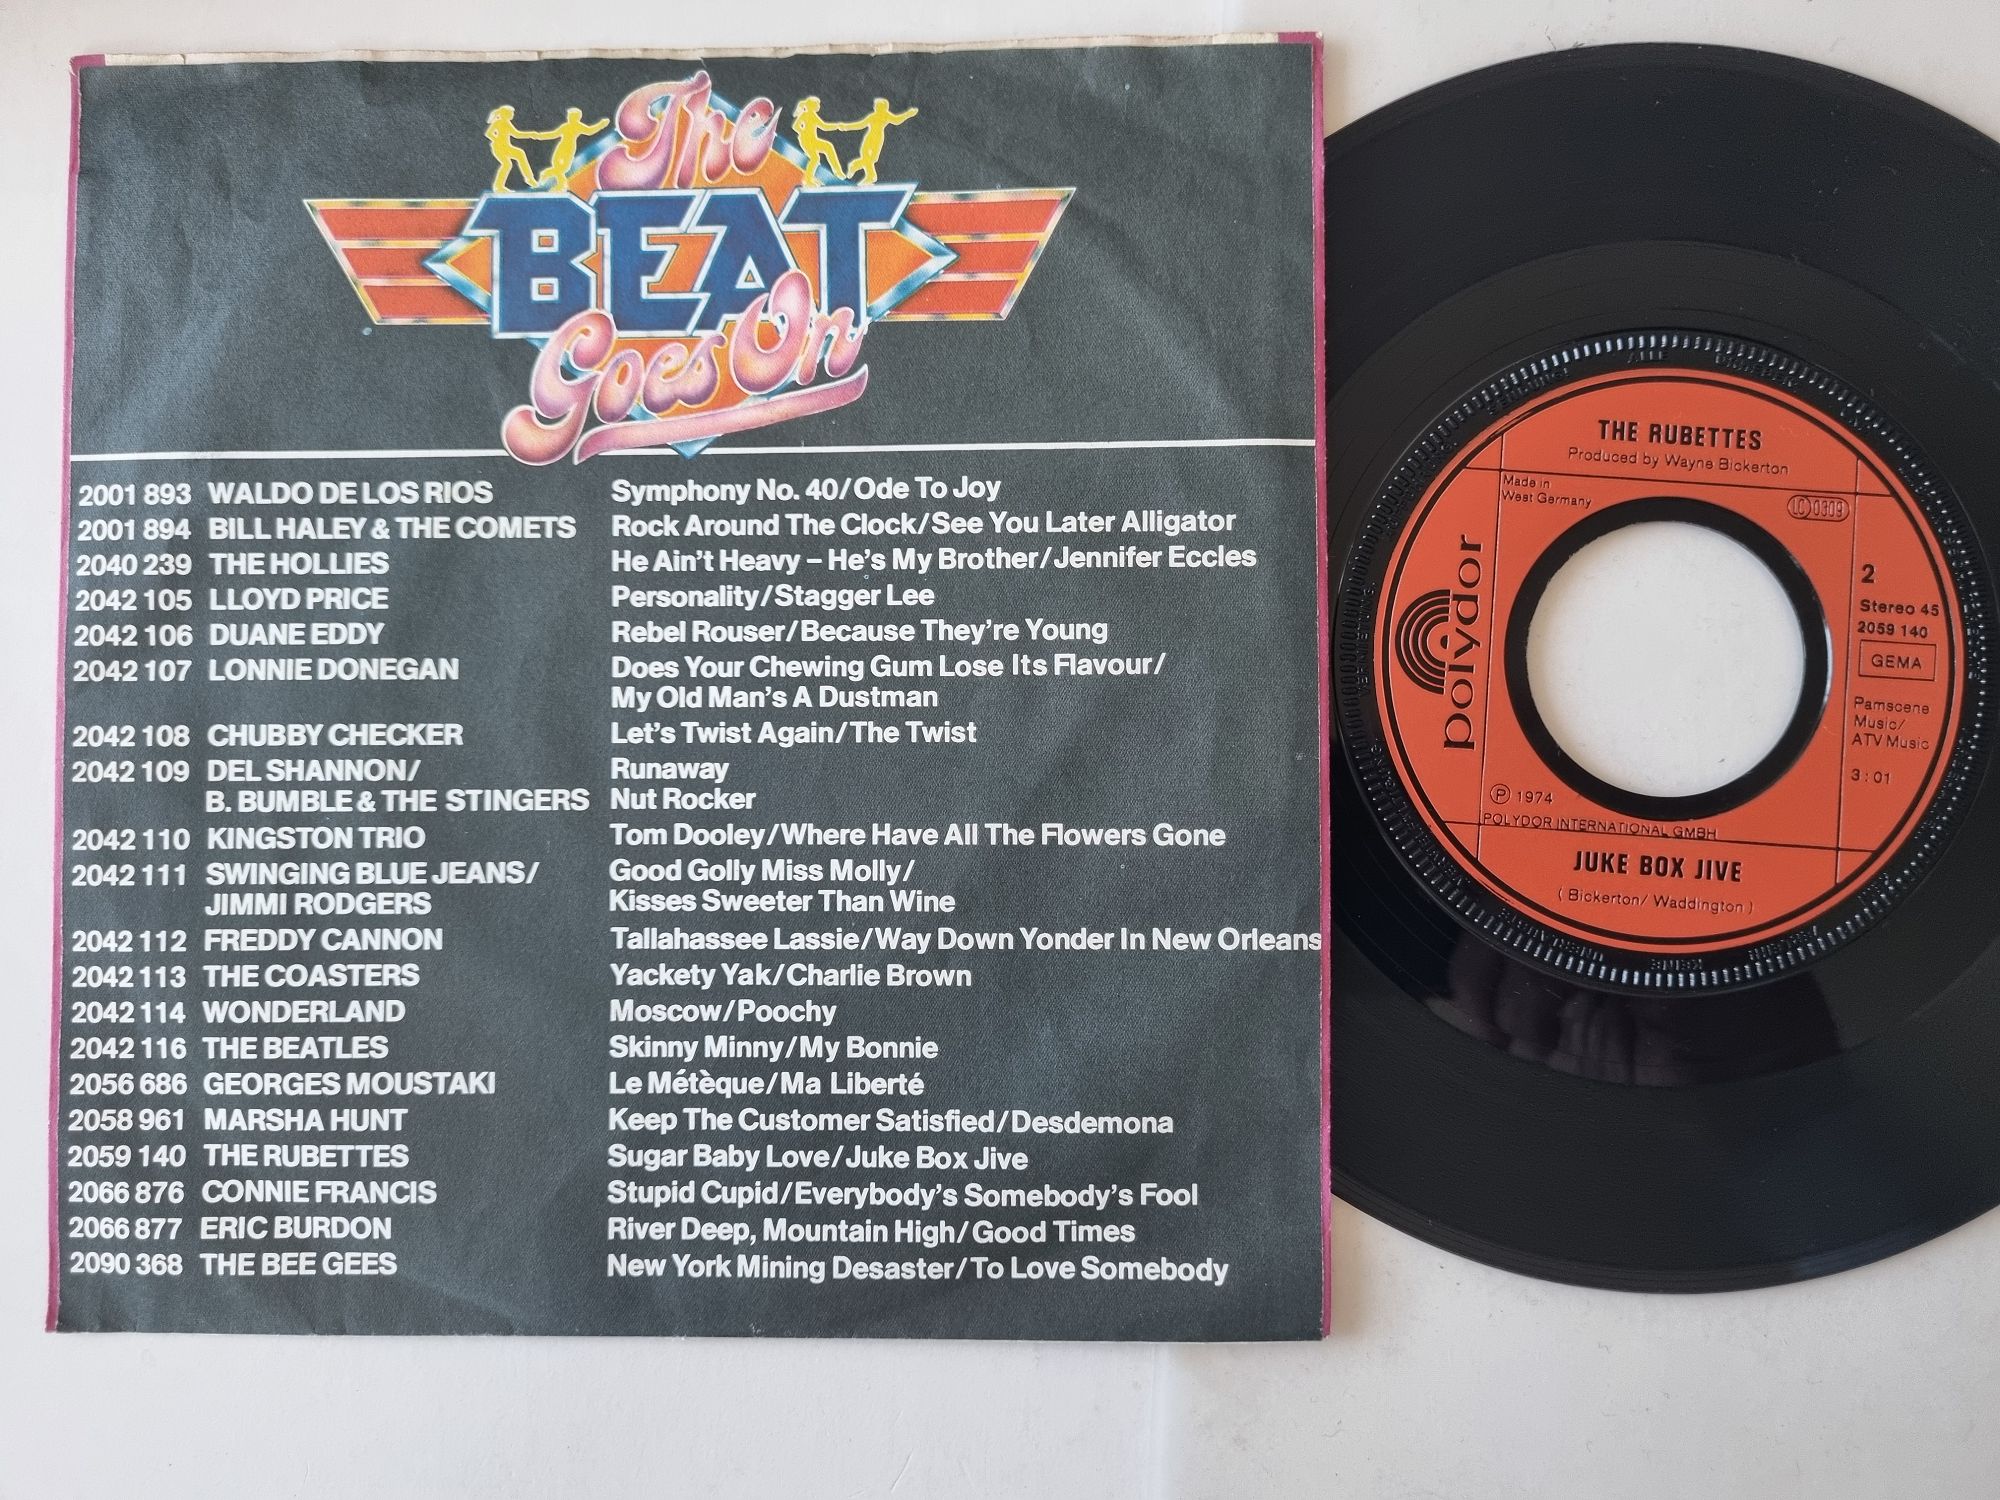 The
BEAT
Goes On
2001 893 WALDO DE LOS RIOS Symphony No. 40/Ode To Joy
2001 894 BILL HALEY & THE COMETS Rock Around The Clock/See You Later Alligator
2040 239 THE HOLLIES He Ain't Heavy – He's My Brother/Jennifer Eccles
2042 105 LLOYD PRICE Personality/Stagger Lee
2042 106 DUANE EDDY Rebel Rouser/Because They're Young
2042 107 LONNIE DONEGAN Does Your Chewing Gum Lose Its Flavour/
My Old Man's A Dustman
2042 108 CHUBBY CHECKER Let's Twist Again/The Twist
2042 109 DEL SHANNON/ Runaway
B. BUMBLE & THE STINGERS Nut Rocker
2042 110 KINGSTON TRIO Tom Dooley/Where Have All The Flowers Gone
2042 111 SWINGING BLUE JEANS/ Good Golly Miss Molly/
JIMMI RODGERS Kisses Sweeter Than Wine
2042 112 FREDDY CANNON Tallahassee Lassie/Way Down Yonder In New Orleans
2042 113 THE COASTERS Yackety Yak/Charlie Brown
2042 114 WONDERLAND Moscow/Poochy
2042 116 THE BEATLES Skinny Minny/My Bonnie
2056 686 GEORGES MOUSTAKI Le Métèque/Ma Liberté
2058 961 MARSHA HUNT Keep The Customer Satisfied/Desdemona
2059 140 THE RUBETTES Sugar Baby Love/Juke Box Jive
2066 876 CONNIE FRANCIS Stupid Cupid/Everybody's Somebody's Fool
2066 877 ERIC BURDON River Deep, Mountain High/Good Times
2090 368 THE BEE GEES New York Mining Desaster/To Love Somebody
THE RUBETTES
Produced by Wayne Bickerton
Made in
West Germany
LC 0309
polydor
2
Stereo 45
2059 140
GEMA
Pamscene
Music/
ATV Music
3:01
℗ 1974
POLYDOR INTERNATIONAL GMBH
JUKE BOX JIVE
(Bickerton/Waddington)